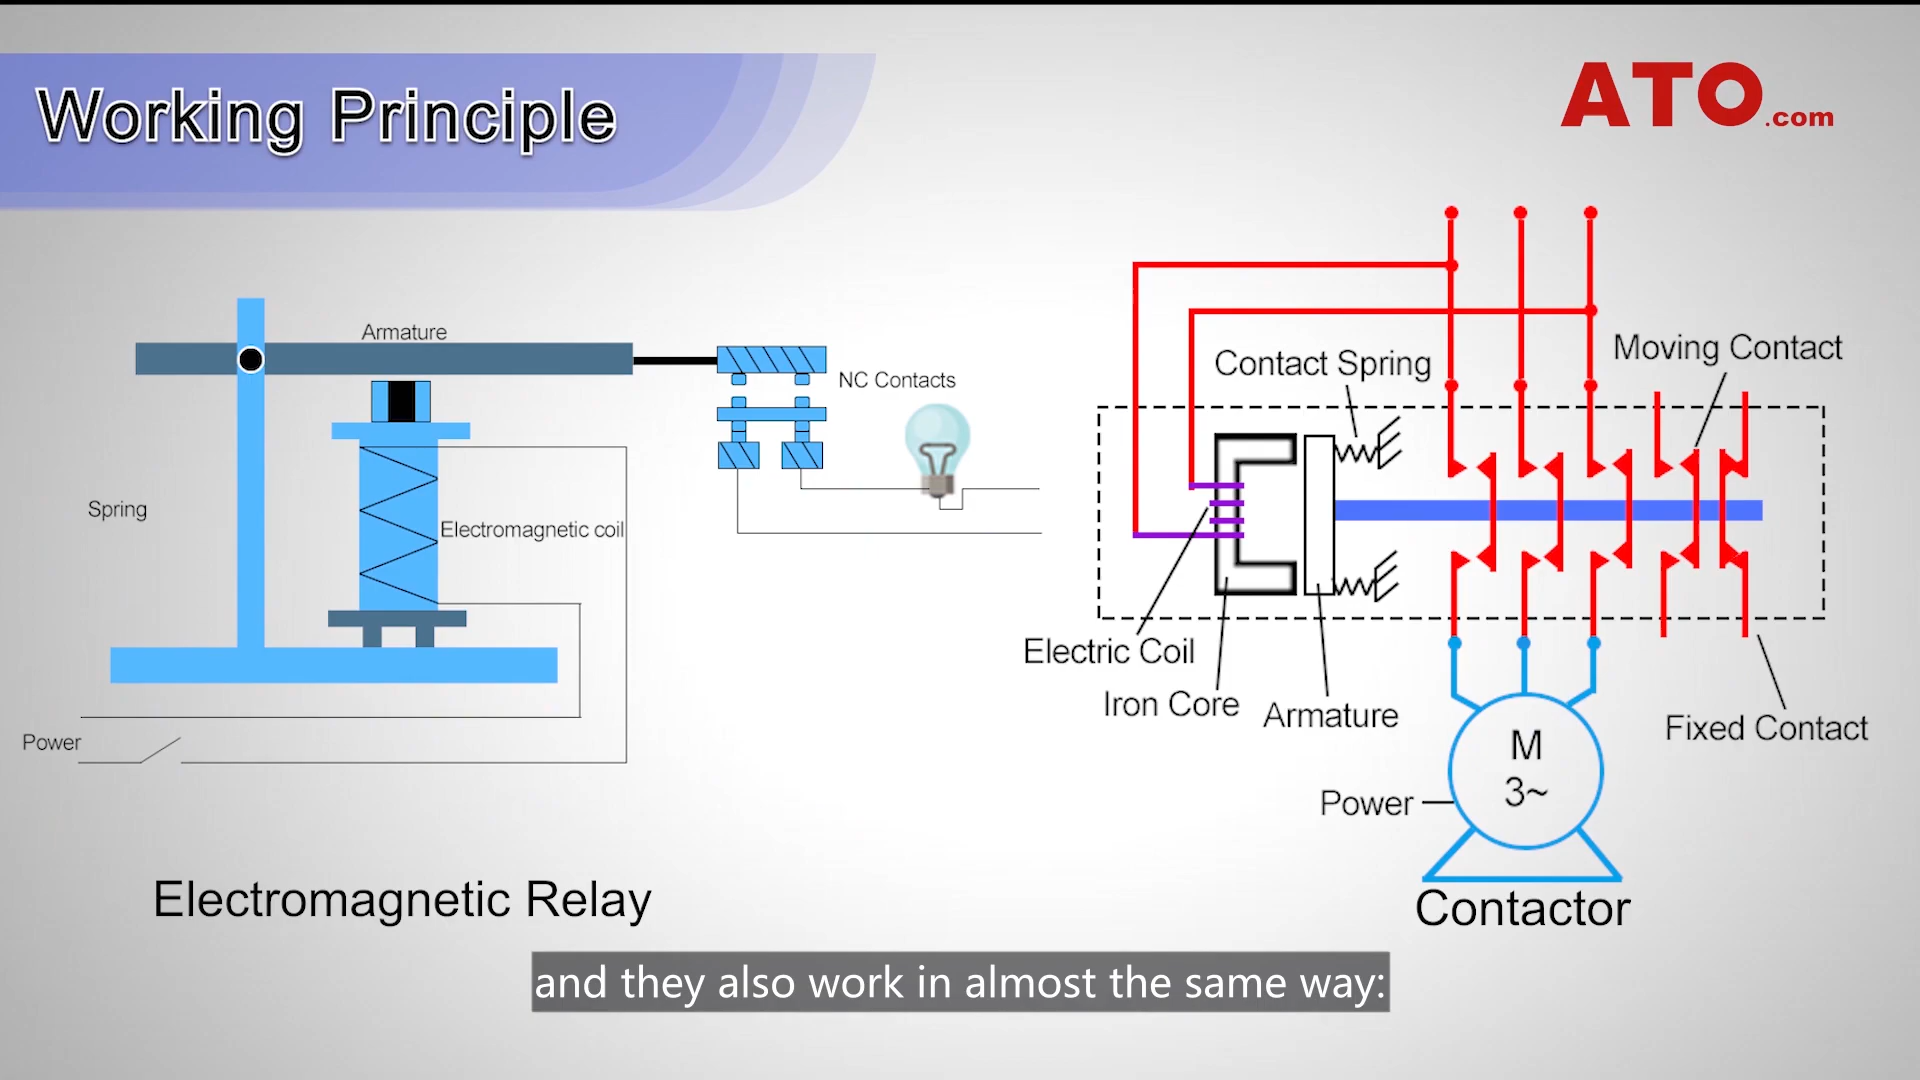 Working Principle
ATO.com
Armature
NC Contacts
Spring
Electromagnetic coil
Power
Electromagnetic Relay
Contact Spring
Moving Contact
Electric Coil
Iron Core
Armature
Fixed Contact
M
3~
Power
Contactor
and they also work in almost the same way: